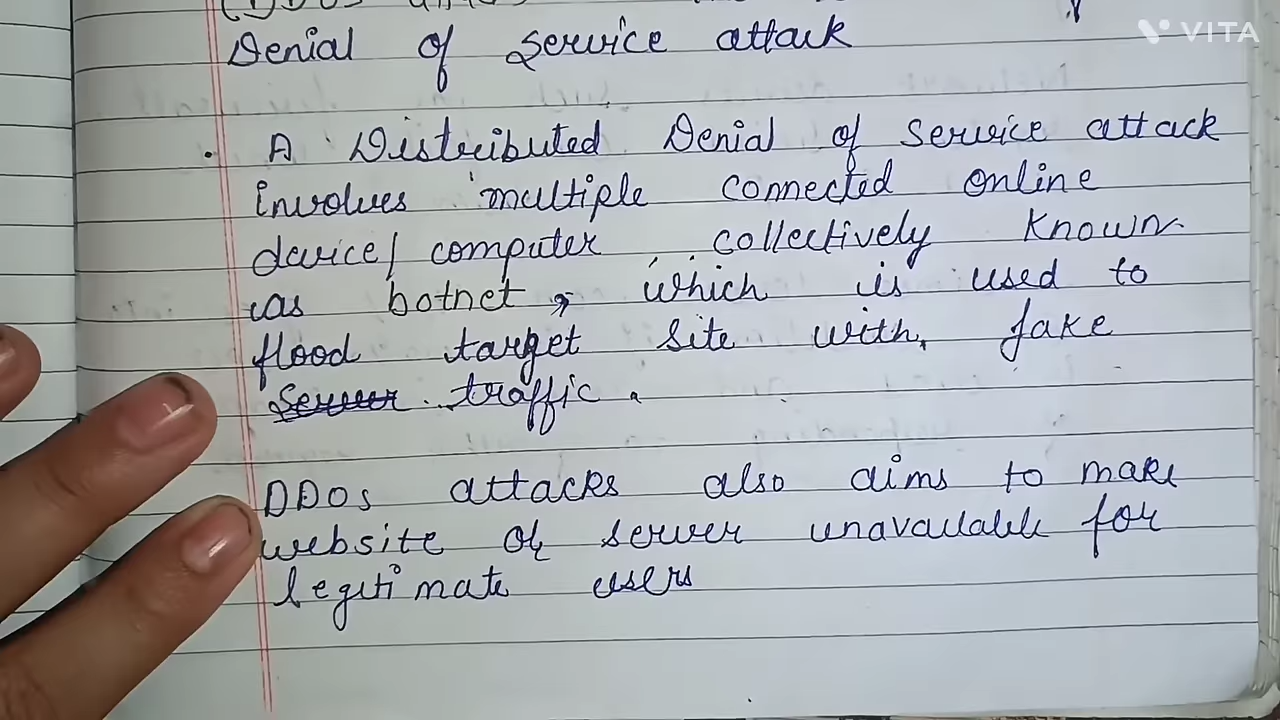 VITA
Denial of service attack
. A Distributed Denial of service attack
involves multiple connected online
device/ computer, collectively known
as botnet, which is used to
flood target site with fake
server traffic.
DDos attacks also aims to make
website or server unavailable for
legitimate users